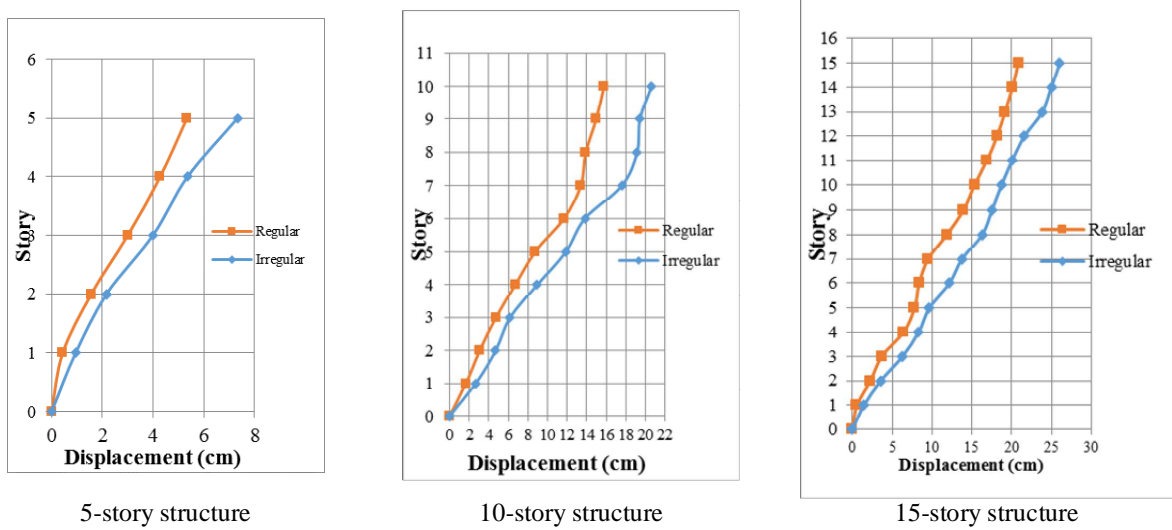 6
5
4
3
2
1
0
Story
0 2 4 6 8
Displacement (cm)
Regular
Irregular
5-story structure
11
10
9
8
7
6
5
4
3
2
1
0
Story
0 2 4 6 8 10 12 14 16 18 20 22
Displacement (cm)
Regular
Irregular
10-story structure
16
15
14
13
12
11
10
9
8
7
6
5
4
3
2
1
0
Story
0 5 10 15 20 25 30
Displacement (cm)
Regular
Irregular
15-story structure